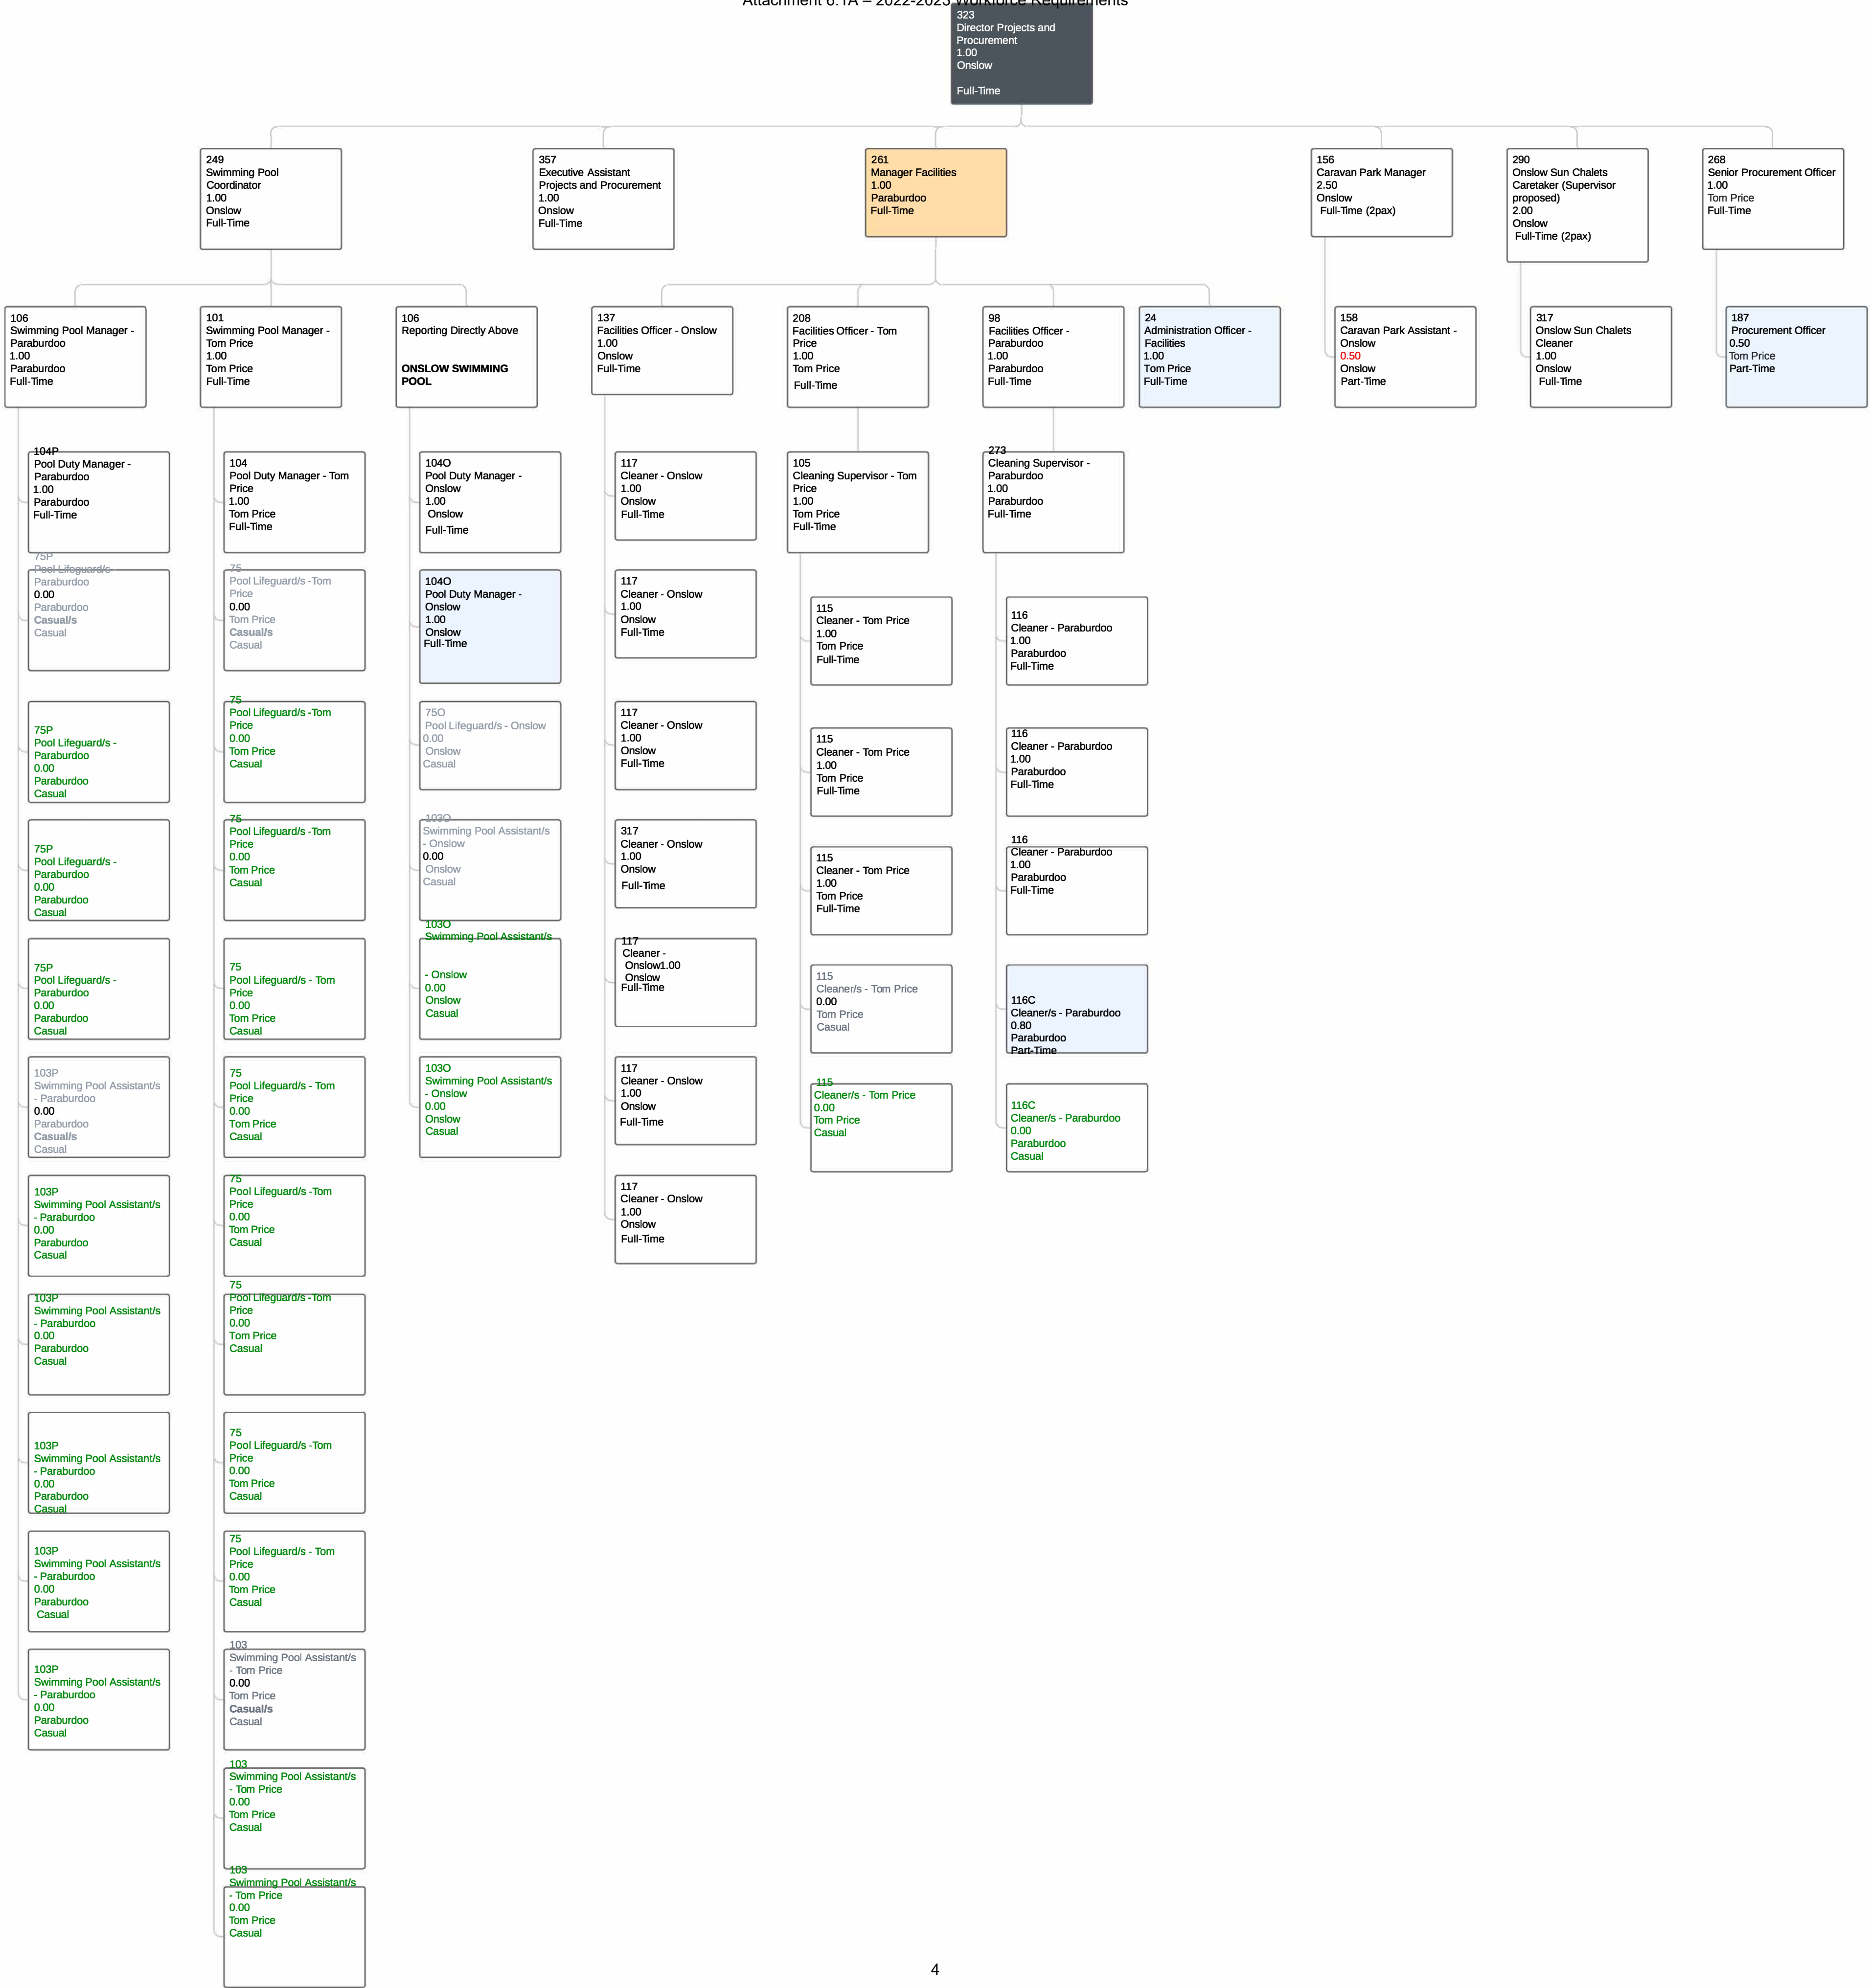 Attachment 6.1A – 2022-2023 Workforce Requirements
323
Director Projects and
Procurement
1.00
Onslow
Full-Time
249
Swimming Pool
Coordinator
1.00
Onslow
Full-Time
357
Executive Assistant
Projects and Procurement
1.00
Onslow
Full-Time
261
Manager Facilities
1.00
Paraburdoo
Full-Time
156
Caravan Park Manager
2.50
Onslow
Full-Time (2pax)
290
Onslow Sun Chalets
Caretaker (Supervisor
proposed)
2.00
Onslow
Full-Time (2pax)
268
Senior Procurement Officer
1.00
Tom Price
Full-Time
106
Swimming Pool Manager -
Paraburdoo
1.00
Paraburdoo
Full-Time
101
Swimming Pool Manager -
Tom Price
1.00
Tom Price
Full-Time
106
Reporting Directly Above
ONSLOW SWIMMING
POOL
137
Facilities Officer - Onslow
1.00
Onslow
Full-Time
208
Facilities Officer - Tom
Price
1.00
Tom Price
Full-Time
98
Facilities Officer -
Paraburdoo
1.00
Paraburdoo
Full-Time
24
Administration Officer -
Facilities
1.00
Tom Price
Full-Time
158
Caravan Park Assistant -
Onslow
0.50
Onslow
Part-Time
317
Onslow Sun Chalets
Cleaner
1.00
Onslow
Full-Time
187
Procurement Officer
0.50
Tom Price
Part-Time
104P
Pool Duty Manager -
Paraburdoo
1.00
Paraburdoo
Full-Time
75P
Pool Lifeguard/s -
Paraburdoo
0.00
Paraburdoo
Casual/s
Casual
75P
Pool Lifeguard/s -
Paraburdoo
0.00
Paraburdoo
Casual
75P
Pool Lifeguard/s -
Paraburdoo
0.00
Paraburdoo
Casual
75P
Pool Lifeguard/s -
Paraburdoo
0.00
Paraburdoo
Casual
103P
Swimming Pool Assistant/s
- Paraburdoo
0.00
Paraburdoo
Casual/s
Casual
103P
Swimming Pool Assistant/s
- Paraburdoo
0.00
Paraburdoo
Casual
103P
Swimming Pool Assistant/s
- Paraburdoo
0.00
Paraburdoo
Casual
103P
Swimming Pool Assistant/s
- Paraburdoo
0.00
Paraburdoo
Casual
103P
Swimming Pool Assistant/s
- Paraburdoo
0.00
Paraburdoo
Casual
103P
Swimming Pool Assistant/s
- Paraburdoo
0.00
Paraburdoo
Casual
104
Pool Duty Manager - Tom
Price
1.00
Tom Price
Full-Time
75
Pool Lifeguard/s -Tom
Price
0.00
Tom Price
Casual/s
Casual
75
Pool Lifeguard/s -Tom
Price
0.00
Tom Price
Casual
75
Pool Lifeguard/s -Tom
Price
0.00
Tom Price
Casual
75
Pool Lifeguard/s - Tom
Price
0.00
Tom Price
Casual
75
Pool Lifeguard/s - Tom
Price
0.00
Tom Price
Casual
75
Pool Lifeguard/s -Tom
Price
0.00
Tom Price
Casual
75
Pool Lifeguard/s -Tom
Price
0.00
Tom Price
Casual
75
Pool Lifeguard/s -Tom
Price
0.00
Tom Price
Casual
75
Pool Lifeguard/s - Tom
Price
0.00
Tom Price
Casual
103
Swimming Pool Assistant/s
- Tom Price
0.00
Tom Price
Casual/s
Casual
103
Swimming Pool Assistant/s
- Tom Price
0.00
Tom Price
Casual
103
Swimming Pool Assistant/s
- Tom Price
0.00
Tom Price
Casual
104O
Pool Duty Manager -
Onslow
1.00
Onslow
Full-Time
104O
Pool Duty Manager -
Onslow
1.00
Onslow
Full-Time
75O
Pool Lifeguard/s - Onslow
0.00
Onslow
Casual
103O
Swimming Pool Assistant/s
- Onslow
0.00
Onslow
Casual
103O
Swimming Pool Assistant/s
- Onslow
0.00
Onslow
Casual
103O
Swimming Pool Assistant/s
- Onslow
0.00
Onslow
Casual
117
Cleaner - Onslow
1.00
Onslow
Full-Time
117
Cleaner - Onslow
1.00
Onslow
Full-Time
117
Cleaner - Onslow
1.00
Onslow
Full-Time
317
Cleaner - Onslow
1.00
Onslow
Full-Time
117
Cleaner -
Onslow1.00
Onslow
Full-Time
117
Cleaner - Onslow
1.00
Onslow
Full-Time
117
Cleaner - Onslow
1.00
Onslow
Full-Time
105
Cleaning Supervisor - Tom
Price
1.00
Tom Price
Full-Time
115
Cleaner - Tom Price
1.00
Tom Price
Full-Time
115
Cleaner - Tom Price
1.00
Tom Price
Full-Time
115
Cleaner - Tom Price
1.00
Tom Price
Full-Time
115
Cleaner/s - Tom Price
0.00
Tom Price
Casual
115
Cleaner/s - Tom Price
0.00
Tom Price
Casual
273
Cleaning Supervisor -
Paraburdoo
1.00
Paraburdoo
Full-Time
116
Cleaner - Paraburdoo
1.00
Paraburdoo
Full-Time
116
Cleaner - Paraburdoo
1.00
Paraburdoo
Full-Time
116
Cleaner - Paraburdoo
1.00
Paraburdoo
Full-Time
116C
Cleaner/s - Paraburdoo
0.80
Paraburdoo
Part-Time
116C
Cleaner/s - Paraburdoo
0.00
Paraburdoo
Casual
4